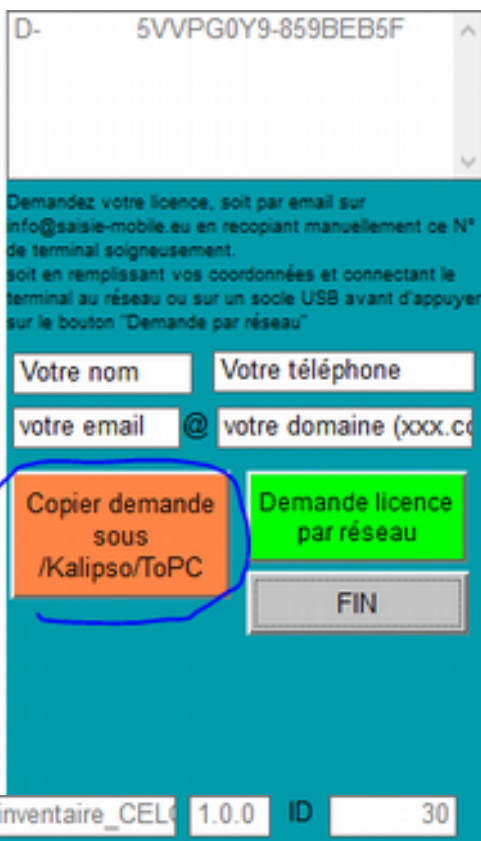 D- 5VVPG0Y9-859BEB5F
Demandez votre licence, soit par email sur
info@saisie-mobile.eu en recopiant manuellement ce N°
de terminal soigneusement.
soit en remplissant vos coordonnées et connectant le
terminal au réseau ou sur un socle USB avant d'appuyer
sur le bouton "Demande par réseau"
Votre nom Votre téléphone
votre email @ votre domaine (xxx.co
Copier demande
sous
/Kalipso/ToPC
Demande licence
par réseau
FIN
inventaire_CEL 1.0.0 ID 30